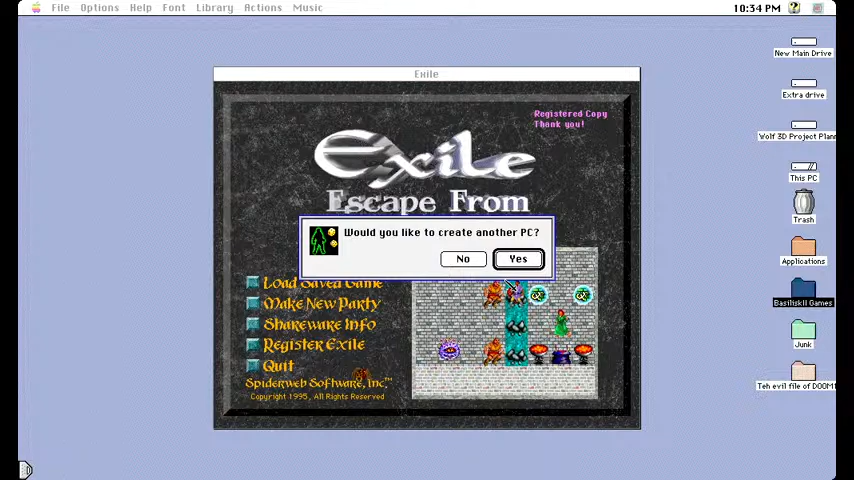 File Options Help Font Library Actions Music
10:34 PM
Exile
Registered Copy
Thank you!
Exile
Escape From
Would you like to create another PC?
No
Yes
Load Saved Game
Make New Party
Shareware Info
Register Exile
Quit
Spiderweb Software, Inc.™
Copyright 1995, All Rights Reserved
New Main Drive
Extra drive
Wolf 3D Project Plann
This PC
Trash
Applications
BasiliskII Games
Junk
Teh evil file of DOOM!